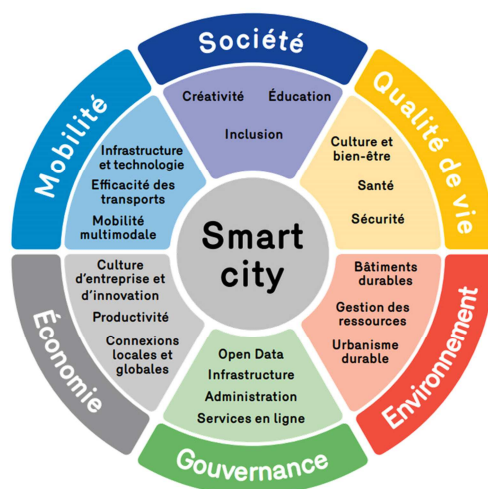 Société
Créativité
Éducation
Inclusion
Qualité de vie
Culture et
bien-être
Santé
Sécurité
Environnement
Bâtiments
durables
Gestion des
ressources
Urbanisme
durable
Gouvernance
Open Data
Infrastructure
Administration
Services en ligne
Économie
Culture
d'entreprise et
d'innovation
Productivité
Connexions
locales et
globales
Mobilité
Infrastructure
et technologie
Efficacité des
transports
Mobilité
multimodale
Smart
city